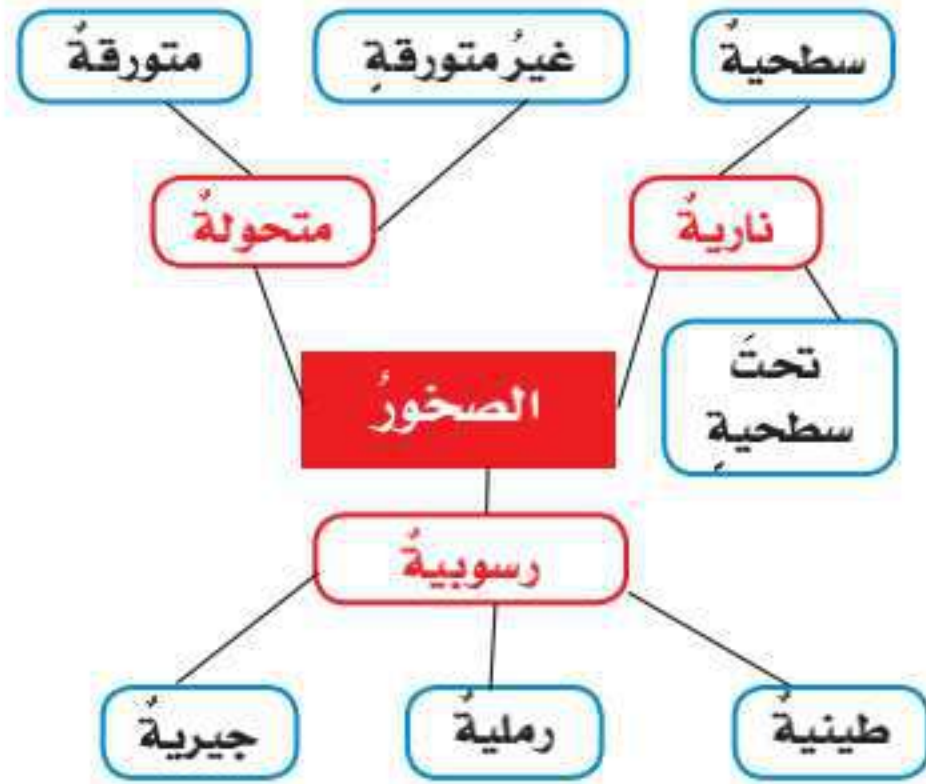 سطحيةٌ
غيرُ متورقةٍ
متورقةٌ
ناريةٌ
متحولةٌ
تحتَ
سطحيةٍ
الصخورُ
رسوبيةٌ
طينيةٌ
رمليةٌ
جيريةٌ